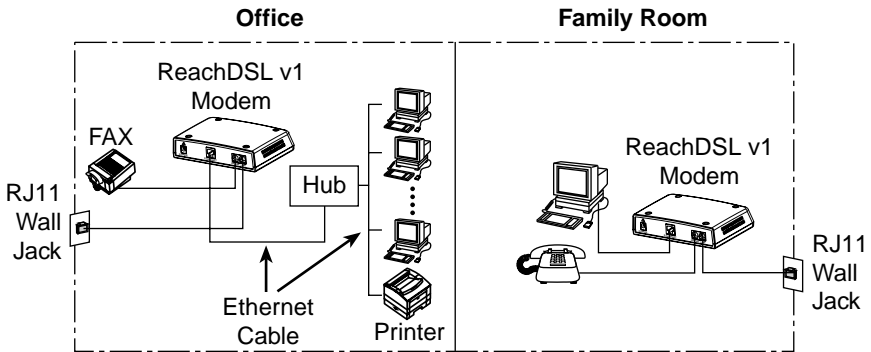 Office
Family Room
ReachDSL v1
Modem
FAX
RJ11
Wall
Jack
Hub
Ethernet
Cable
Printer
ReachDSL v1
Modem
RJ11
Wall
Jack